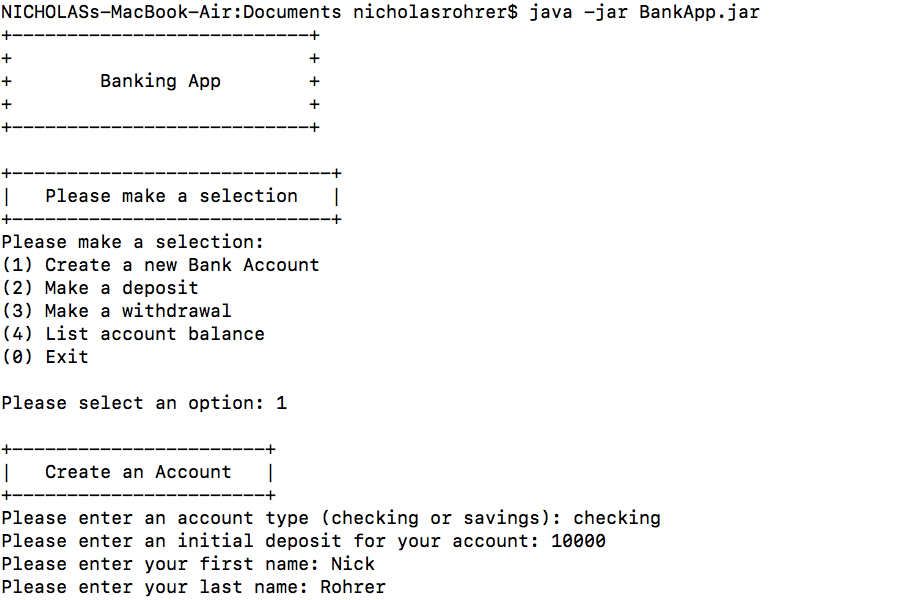 NICHOLASs-MacBook-Air:Documents nicholasrohrer$ java -jar BankApp.jar
+---------------------------+
+                           +
+        Banking App        +
+                           +
+---------------------------+

+-----------------------------+
|   Please make a selection   |
+-----------------------------+
Please make a selection:
(1) Create a new Bank Account
(2) Make a deposit
(3) Make a withdrawal
(4) List account balance
(0) Exit

Please select an option: 1

+-----------------------+
|   Create an Account   |
+-----------------------+
Please enter an account type (checking or savings): checking
Please enter an initial deposit for your account: 10000
Please enter your first name: Nick
Please enter your last name: Rohrer